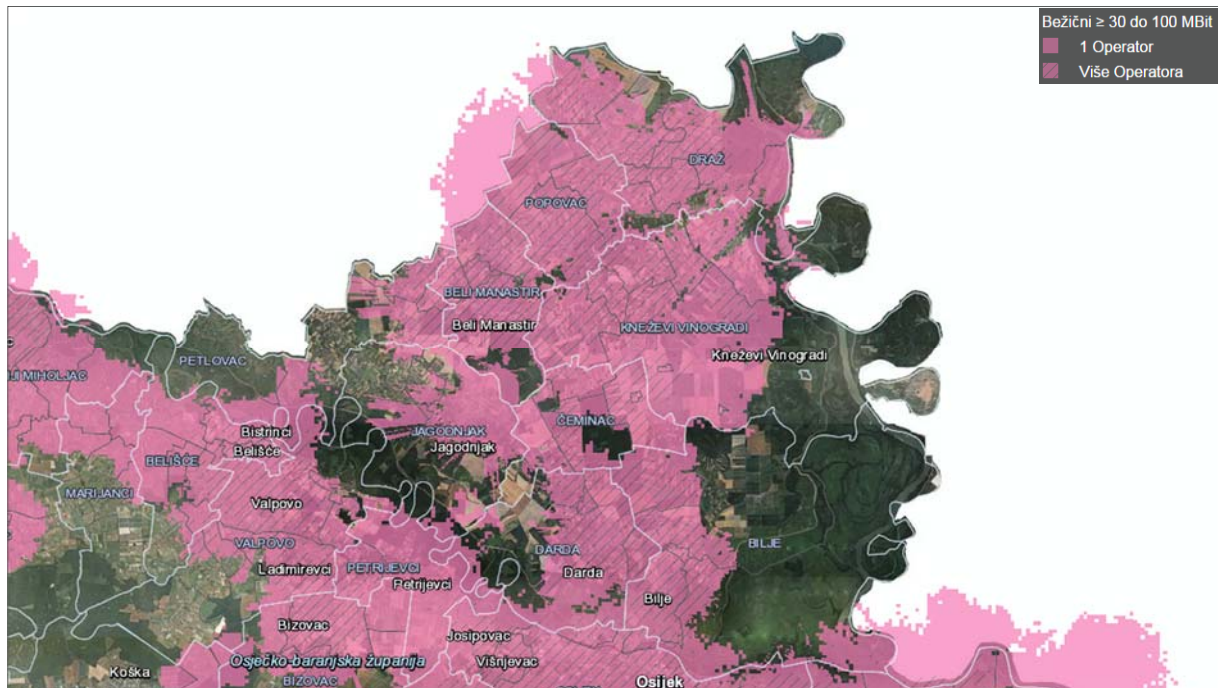 Bežični ≥ 30 do 100 MBit
1 Operator
Više Operatora
DRAŽ
POPOVAC
BELI MANASTIR
Beli Manastir
KNEŽEVI VINOGRADI
Kneževi Vinogradi
PETLOVAC
JI MIHOLJAC
ČEMINAC
Bistrinci
JAGODNJAK
Jagodnjak
Belišće
BELIŠĆE
MARIJANCI
Valpovo
VALPOVO
DARDA
BILJE
Ladimirevci
PETRIJEVCI
Petrijevci
Darda
Bilje
Bizovac
Josipovac
Osječko-baranjska županija
Višnjevac
Koška
BIZOVAC
Osijek